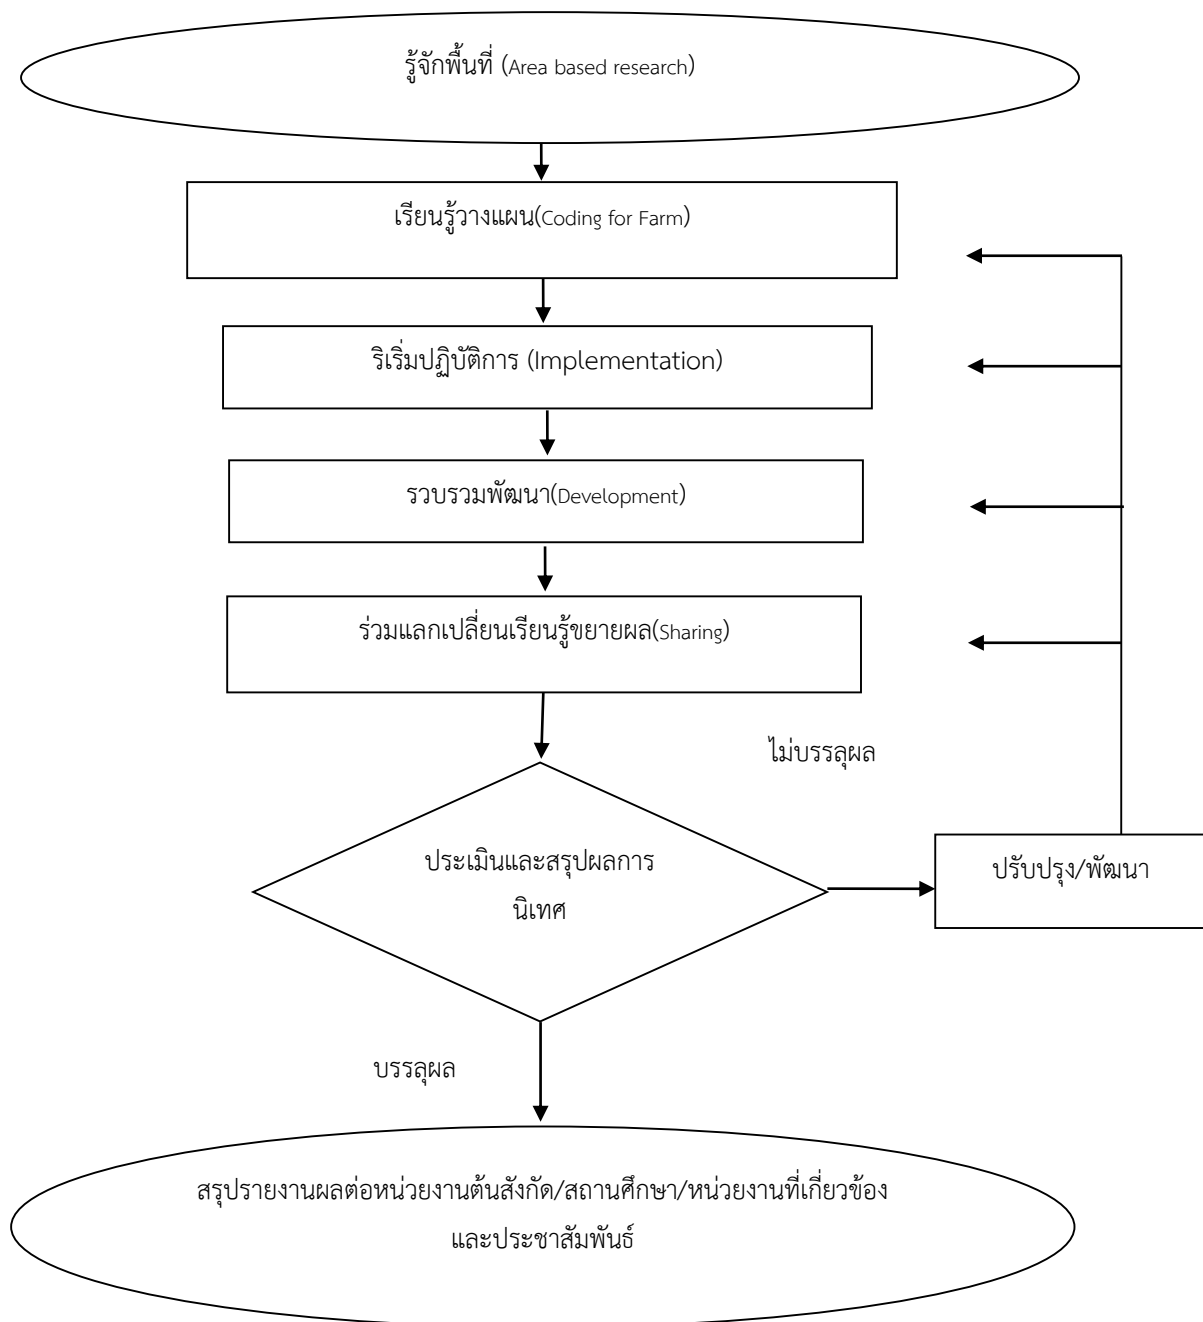 รู้จักพื้นที่ (Area based research)
เรียนรู้วางแผน(Coding for Farm)
ริเริ่มปฏิบัติการ (Implementation)
รวบรวมพัฒนา(Development)
ร่วมแลกเปลี่ยนเรียนรู้ขยายผล(Sharing)
ไม่บรรลุผล
ประเมินและสรุปผลการ
นิเทศ
ปรับปรุง/พัฒนา
บรรลุผล
สรุปรายงานผลต่อหน่วยงานต้นสังกัด/สถานศึกษา/หน่วยงานที่เกี่ยวข้อง
และประชาสัมพันธ์